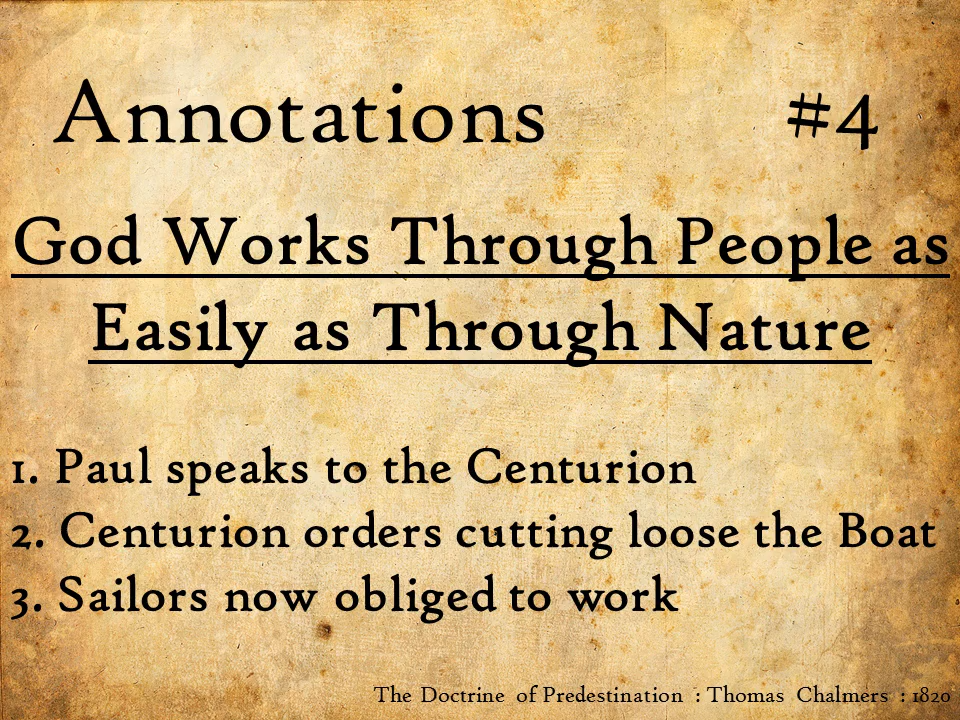 Annotations #4
God Works Through People as
Easily as Through Nature
1. Paul speaks to the Centurion
2. Centurion orders cutting loose the Boat
3. Sailors now obliged to work
The Doctrine of Predestination : Thomas Chalmers : 1820